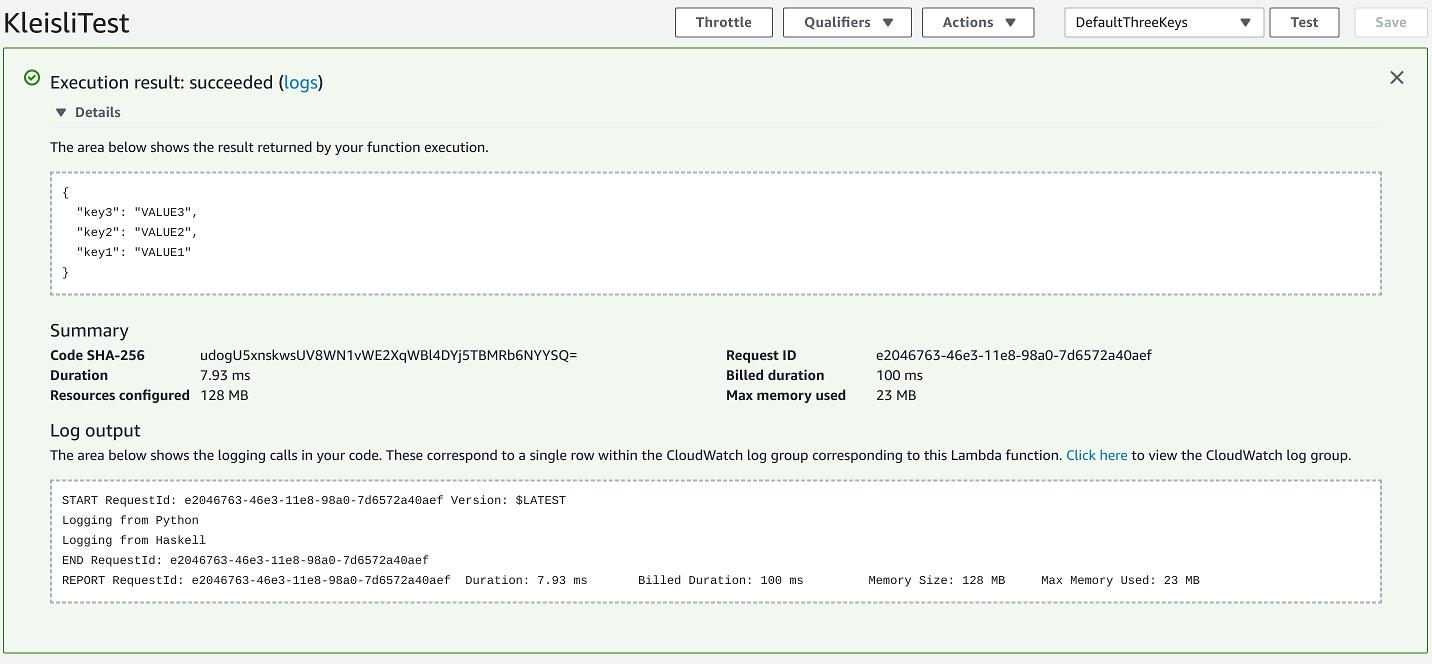 KleisliTest
Throttle
Qualifiers
Actions
DefaultThreeKeys
Test
Save
Execution result: succeeded (logs)
Details
The area below shows the result returned by your function execution.
{
"key3": "VALUE3",
"key2": "VALUE2",
"key1": "VALUE1"
}
Summary
Code SHA-256 udogU5xnskwsUV8WN1vWE2XqWBl4DYj5TBMRb6NYYSQ=
Request ID e2046763-46e3-11e8-98a0-7d6572a40aef
Duration 7.93 ms
Billed duration 100 ms
Resources configured 128 MB
Max memory used 23 MB
Log output
The area below shows the logging calls in your code. These correspond to a single row within the CloudWatch log group corresponding to this Lambda function. Click here to view the CloudWatch log group.
START RequestId: e2046763-46e3-11e8-98a0-7d6572a40aef Version: $LATEST
Logging from Python
Logging from Haskell
END RequestId: e2046763-46e3-11e8-98a0-7d6572a40aef
REPORT RequestId: e2046763-46e3-11e8-98a0-7d6572a40aef Duration: 7.93 ms Billed Duration: 100 ms Memory Size: 128 MB Max Memory Used: 23 MB